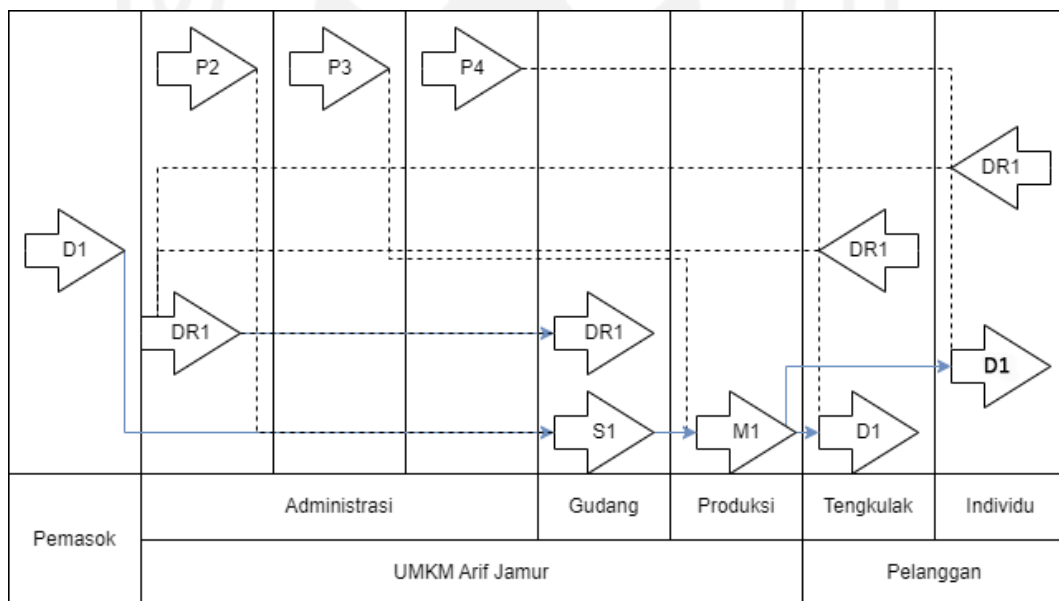 P2
P3
P4
DR1
D1
DR1
DR1
DR1
D1
S1
M1
D1
Pemasok
Administrasi
Gudang
Produksi
Tengkulak
Individu
UMKM Arif Jamur
Pelanggan